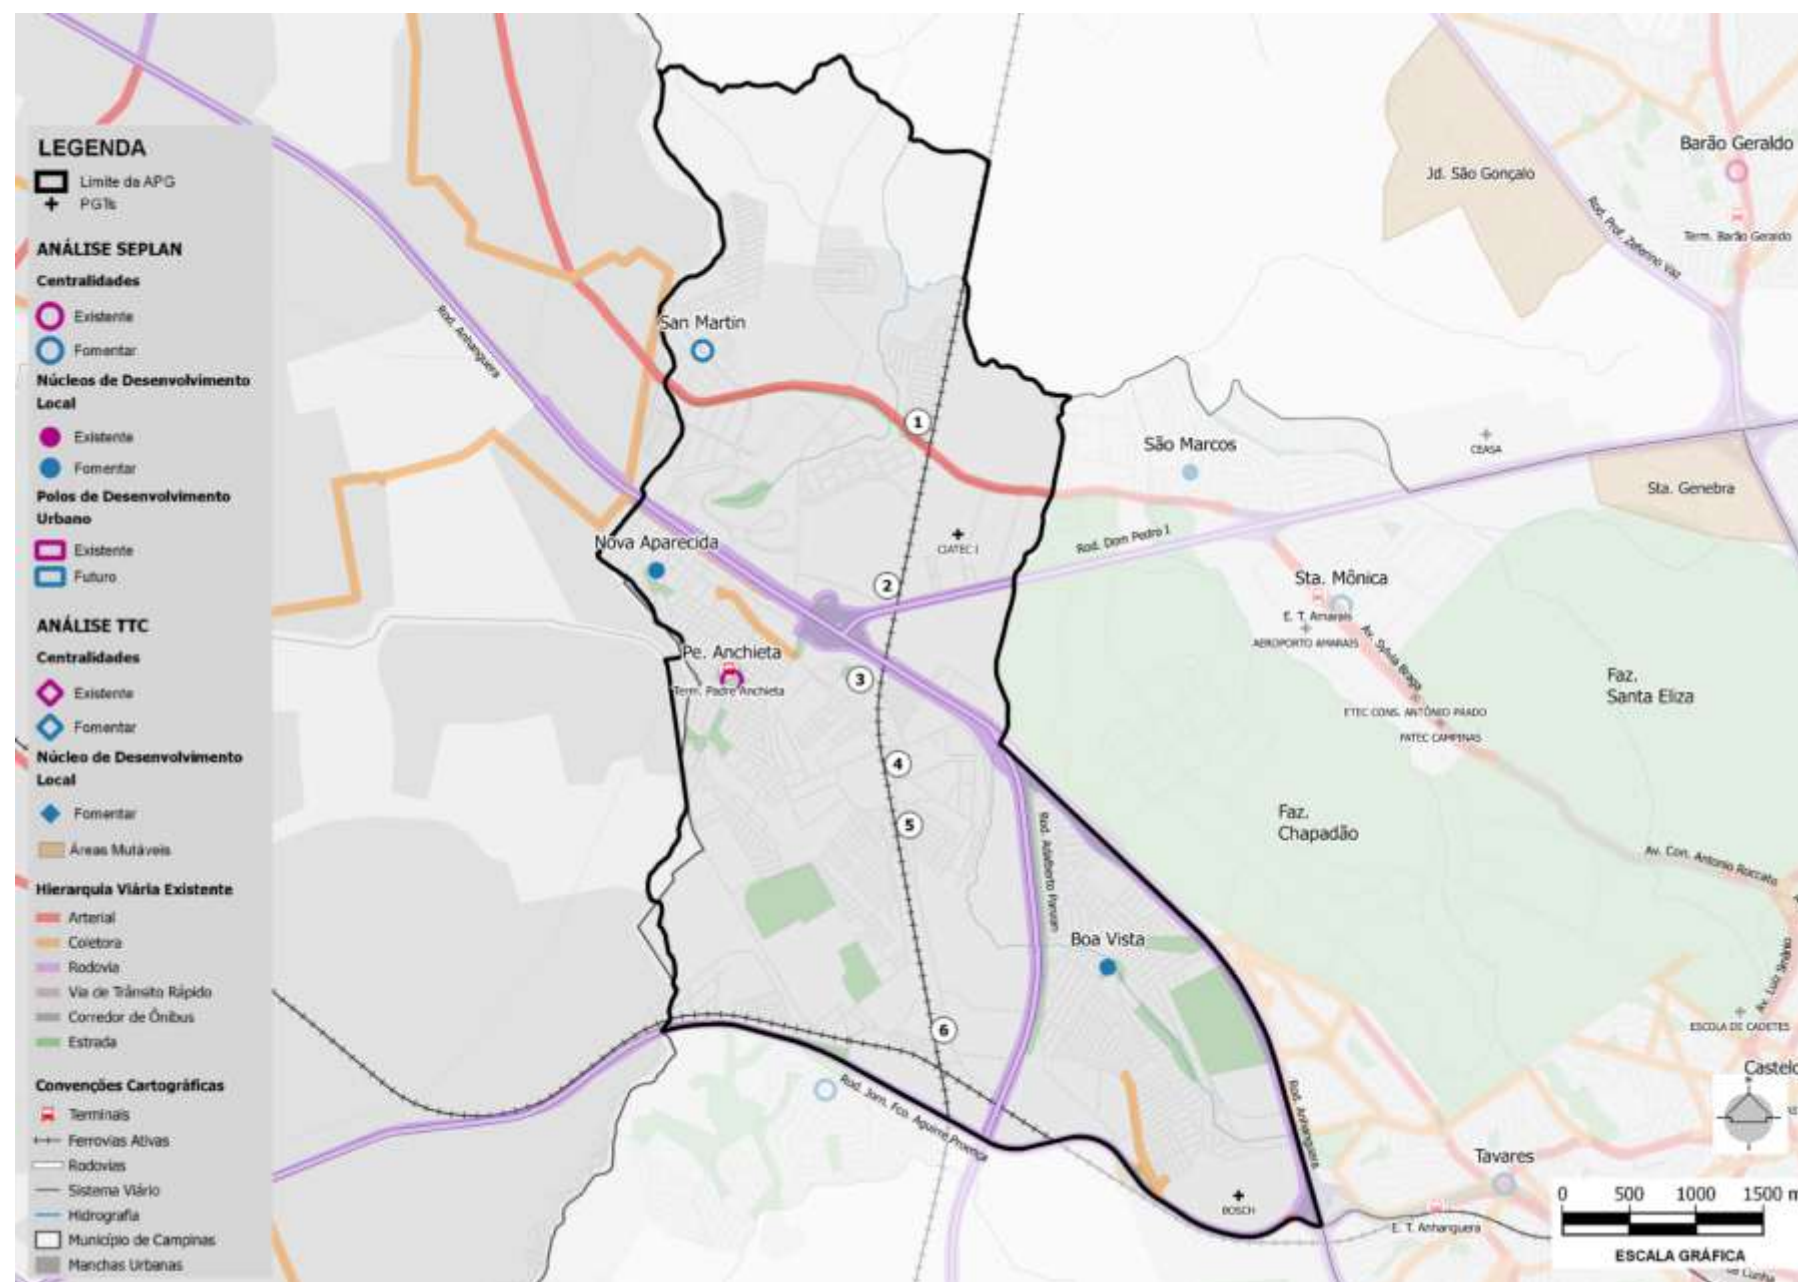 LEGENDA
Limite da APG
PGTs
ANÁLISE SEPLAN
Centralidades
Existente
Fomentar
Núcleos de Desenvolvimento
Local
Existente
Fomentar
Polos de Desenvolvimento
Urbano
Existente
Futuro
ANÁLISE TTC
Centralidades
Existente
Fomentar
Núcleo de Desenvolvimento
Local
Fomentar
Áreas Mutáveis
Hierarquia Viária Existente
Arterial
Coletora
Rodovia
Via de Trânsito Rápido
Corredor de Ônibus
Estrada
Convenções Cartográficas
Terminais
Ferrovias Ativas
Rodovias
Sistema Viário
Hidrografia
Município de Campinas
Manchas Urbanas
Barão Geraldo
Jd. São Gonçalo
Term. Barão Geraldo
Rod. Prof. Zeferino Vaz
Rod. Anhanguera
San Martin
1
São Marcos
CEASA
Sta. Genebra
Nova Aparecida
CIATEC I
Rod. Dom Pedro I
2
Sta. Mônica
E. T. Amarais
AEROPORTO AMARAIS
Av. Sylvia Braga
Pe. Anchieta
Term. Padre Anchieta
3
Faz.
Santa Eliza
ETEC CONS. ANTÔNIO PRADO
FATEC CAMPINAS
4
5
Faz.
Chapadão
Rod. Adalberto Panzan
Av. Con. Antonio Roccato
Boa Vista
Av. Luiz Smânio
6
ESCOLA DE CADETES
Castelo
Rod. Jorn. Fco. Aguirre Proença
Rod. Anhanguera
Tavares
BOSCH
E. T. Anhanguera
0 500 1000 1500 m
ESCALA GRÁFICA